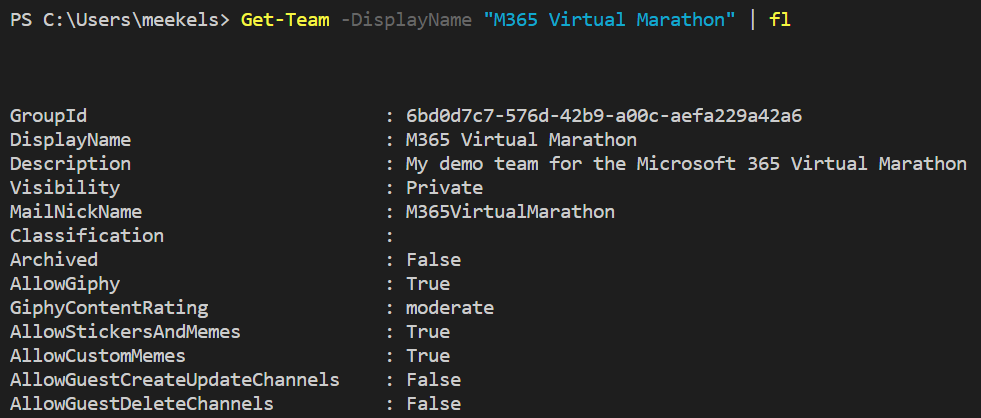 PS C:\Users\meekels> Get-Team -DisplayName "M365 Virtual Marathon" | fl
GroupId : 6bd0d7c7-576d-42b9-a00c-aefa229a42a6
DisplayName : M365 Virtual Marathon
Description : My demo team for the Microsoft 365 Virtual Marathon
Visibility : Private
MailNickName : M365VirtualMarathon
Classification :
Archived : False
AllowGiphy : True
GiphyContentRating : moderate
AllowStickersAndMemes : True
AllowCustomMemes : True
AllowGuestCreateUpdateChannels : False
AllowGuestDeleteChannels : False